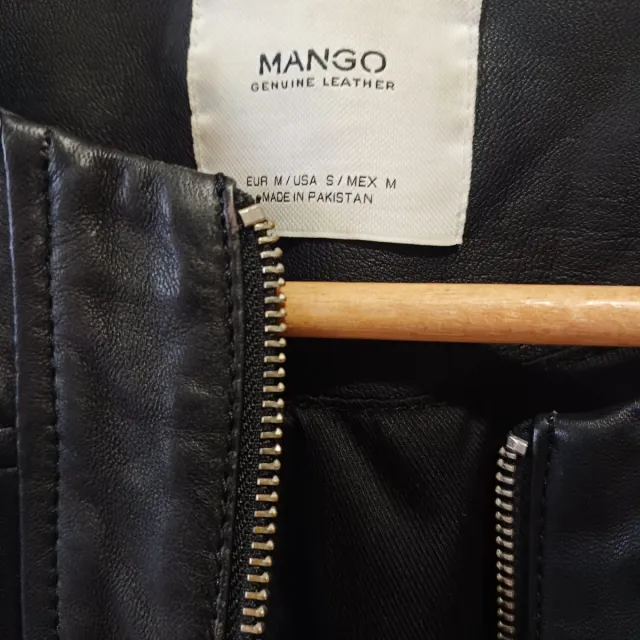 MANGO
GENUINE LEATHER
EUR M / USA S / MEX M
MADE IN PAKISTAN